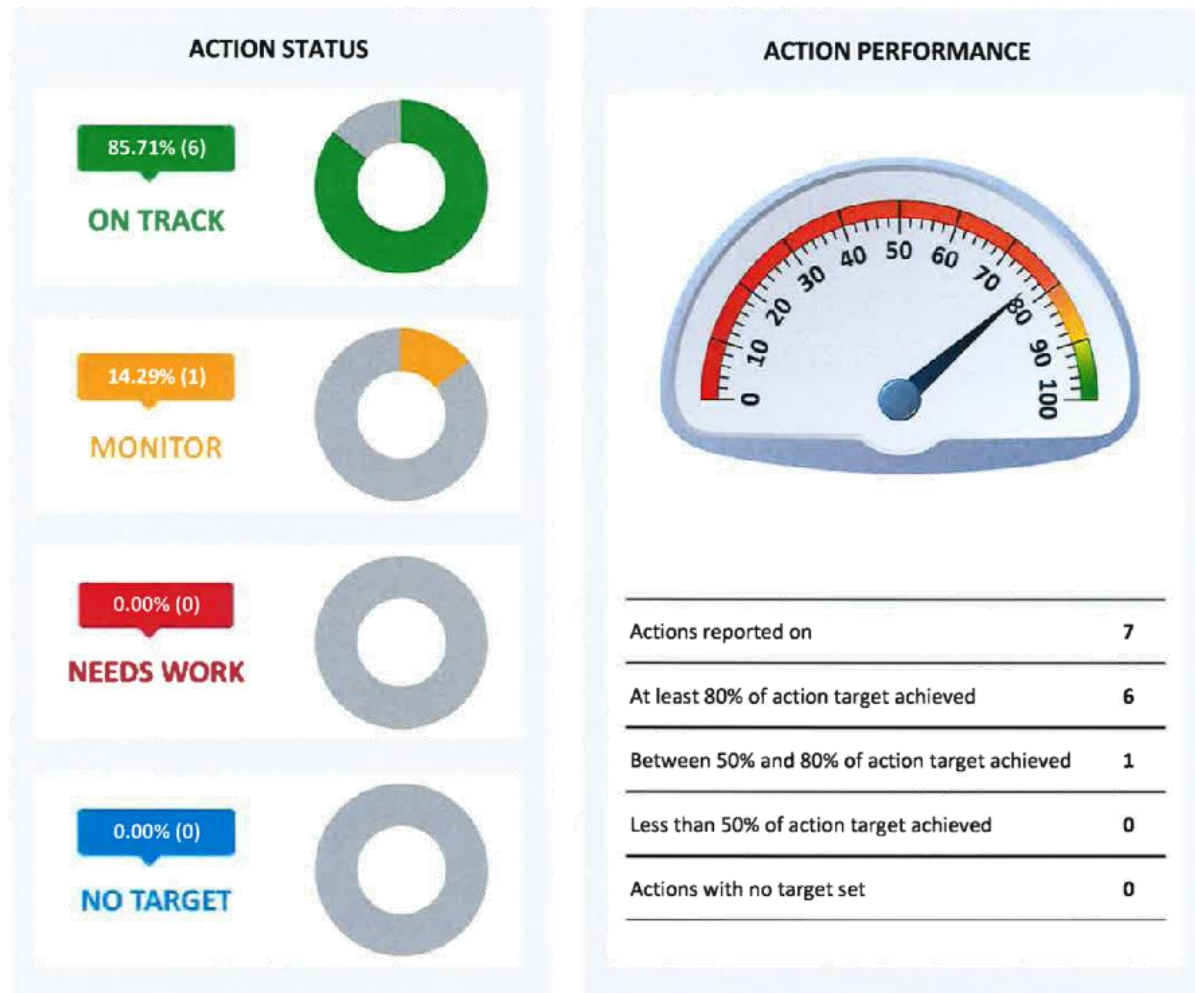 ACTION STATUS
85.71% (6)
ON TRACK
14.29% (1)
MONITOR
0.00% (0)
NEEDS WORK
0.00% (0)
NO TARGET
ACTION PERFORMANCE
0
10
20
30
40
50
60
70
80
90
100
Actions reported on 7
At least 80% of action target achieved 6
Between 50% and 80% of action target achieved 1
Less than 50% of action target achieved 0
Actions with no target set 0